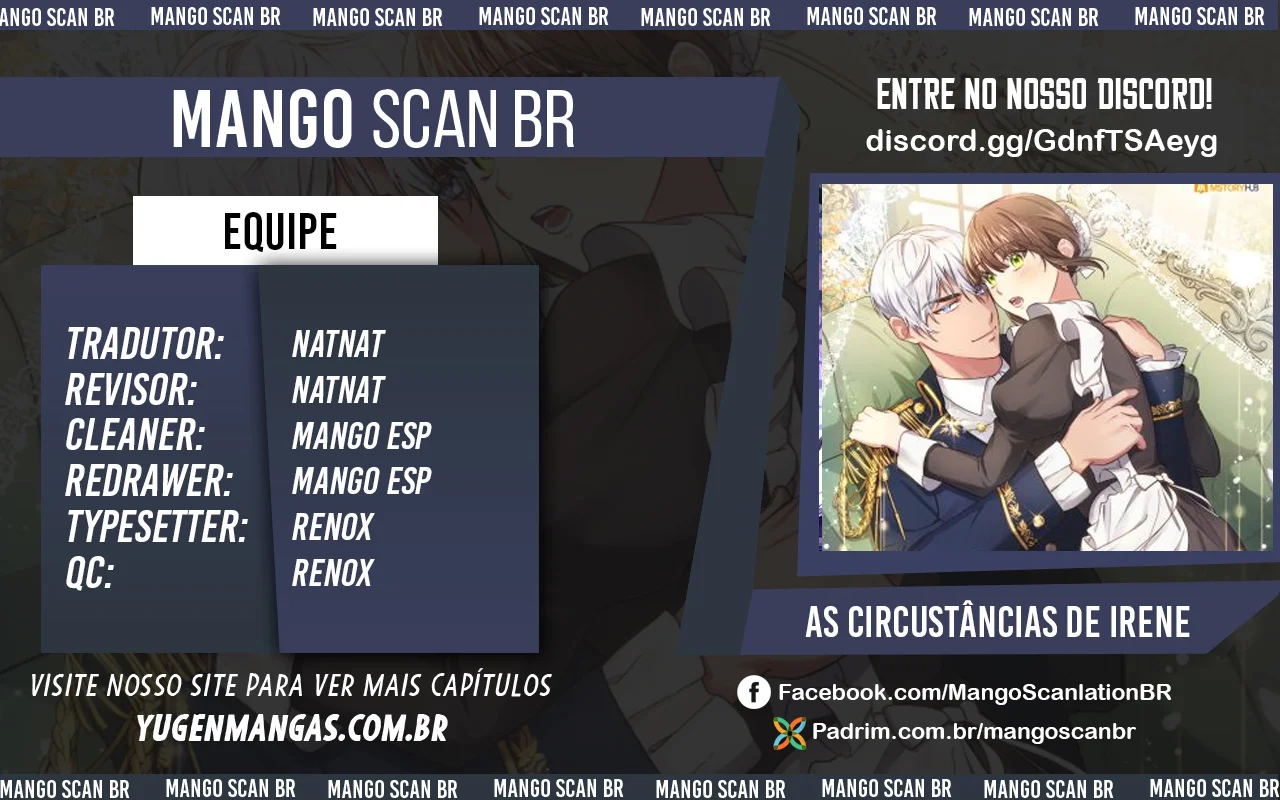 ANGO SCAN BR MANGO SCAN BR MANGO SCAN BR MANGO SCAN BR MANGO SCAN BR MANGO SCAN BR MANGO SCAN BR MANGO SCAN BR
MANGO SCAN BR
ENTRE NO NOSSO DISCORD!
discord.gg/GdnfTSAeyg
MSTORYHUB
EQUIPE
TRADUTOR: NATNAT
REVISOR: NATNAT
CLEANER: MANGO ESP
REDRAWER: MANGO ESP
TYPESETTER: RENOX
QC: RENOX
AS CIRCUSTÂNCIAS DE IRENE
VISITE NOSSO SITE PARA VER MAIS CAPÍTULOS
YUGENMANGAS.COM.BR
Facebook.com/MangoScanlationBR
Padrim.com.br/mangoscanbr
MANGO SCAN BR MANGO SCAN BR MANGO SCAN BR MANGO SCAN BR MANGO SCAN BR MANGO SCAN BR MANGO SCAN BR MANGO SCAN BR